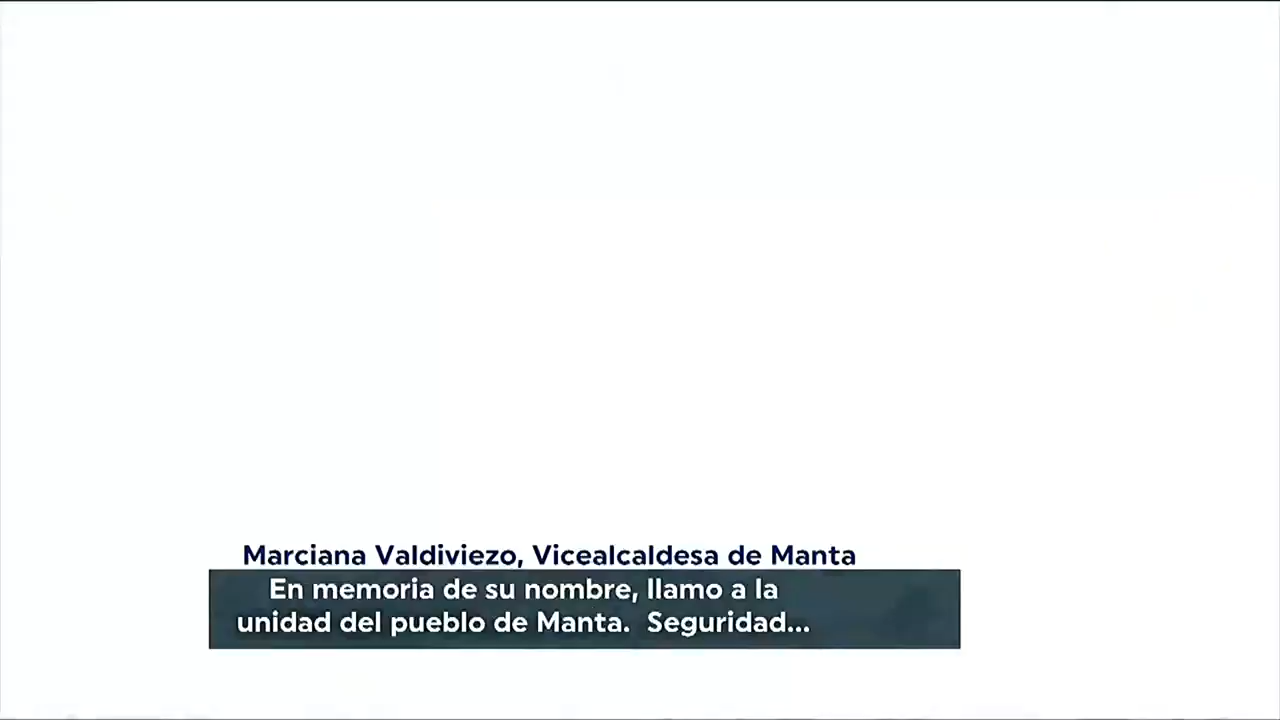 Marciana Valdiviezo, Vicealcaldesa de Manta
En memoria de su nombre, llamo a la
unidad del pueblo de Manta.  Seguridad...